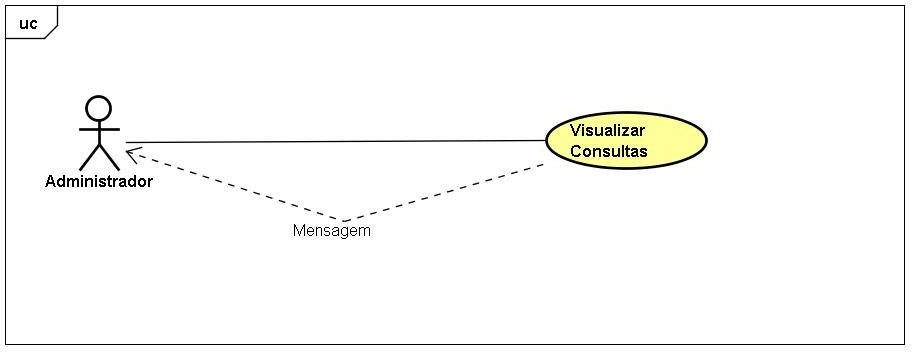 uc
Visualizar
Consultas
Administrador
Mensagem